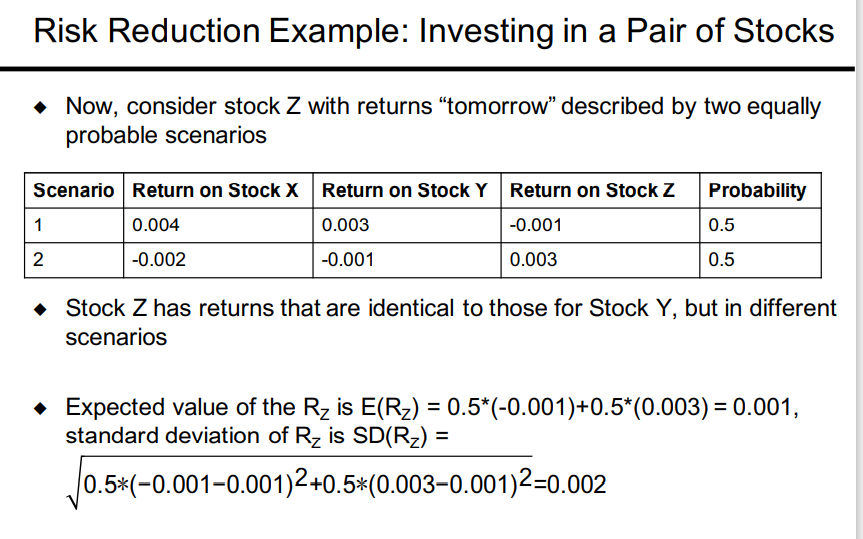 Risk Reduction Example: Investing in a Pair of Stocks
◆ Now, consider stock Z with returns “tomorrow” described by two equally
probable scenarios
Scenario Return on Stock X Return on Stock Y Return on Stock Z Probability
1 0.004 0.003 -0.001 0.5
2 -0.002 -0.001 0.003 0.5
◆ Stock Z has returns that are identical to those for Stock Y, but in different
scenarios
◆ Expected value of the R_Z is E(R_Z) = 0.5*(-0.001)+0.5*(0.003) = 0.001,
standard deviation of R_Z is SD(R_Z) =
√0.5*(−0.001−0.001)2+0.5*(0.003−0.001)2=0.002